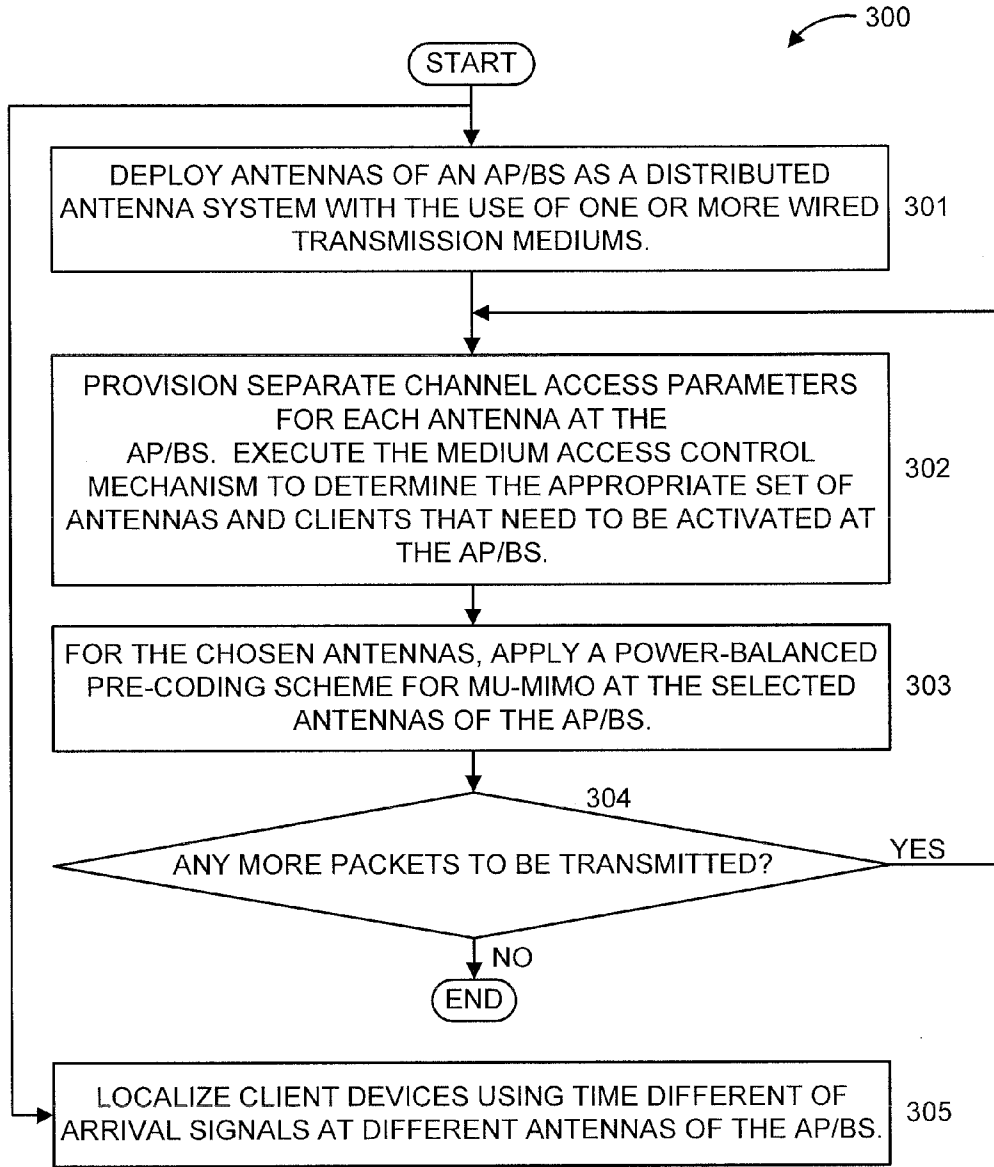 300
START
DEPLOY ANTENNAS OF AN AP/BS AS A DISTRIBUTED
ANTENNA SYSTEM WITH THE USE OF ONE OR MORE WIRED
TRANSMISSION MEDIUMS.
301
PROVISION SEPARATE CHANNEL ACCESS PARAMETERS
FOR EACH ANTENNA AT THE
AP/BS. EXECUTE THE MEDIUM ACCESS CONTROL
MECHANISM TO DETERMINE THE APPROPRIATE SET OF
ANTENNAS AND CLIENTS THAT NEED TO BE ACTIVATED AT
THE AP/BS.
302
FOR THE CHOSEN ANTENNAS, APPLY A POWER-BALANCED
PRE-CODING SCHEME FOR MU-MIMO AT THE SELECTED
ANTENNAS OF THE AP/BS.
303
304
ANY MORE PACKETS TO BE TRANSMITTED?
YES
NO
END
LOCALIZE CLIENT DEVICES USING TIME DIFFERENT OF
ARRIVAL SIGNALS AT DIFFERENT ANTENNAS OF THE AP/BS.
305